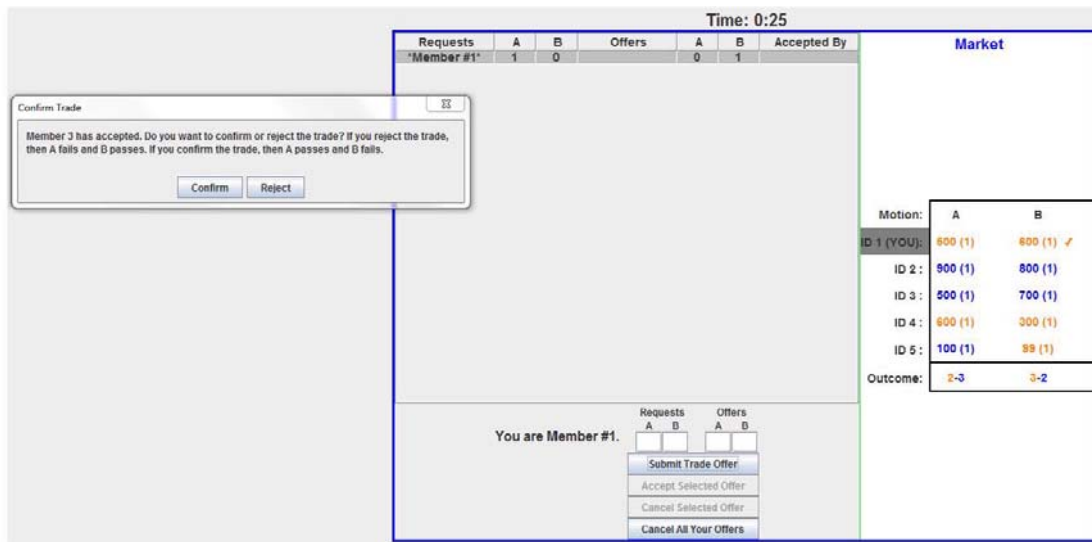 Time: 0:25
Requests A B Offers A B Accepted By
*Member #1* 1 0 0 1
Market
Confirm Trade
Member 3 has accepted. Do you want to confirm or reject the trade? If you reject the trade,
then A fails and B passes. If you confirm the trade, then A passes and B fails.
Confirm Reject
Motion: A B
ID 1 (YOU): 600 (1) 600 (1) ✓
ID 2 : 900 (1) 800 (1)
ID 3 : 500 (1) 700 (1)
ID 4 : 600 (1) 300 (1)
ID 5 : 100 (1) 99 (1)
Outcome: 2-3 3-2
Requests Offers
A B A B
You are Member #1.
Submit Trade Offer
Accept Selected Offer
Cancel Selected Offer
Cancel All Your Offers